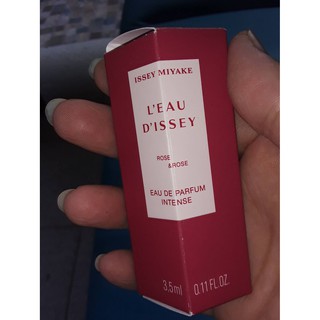 ISSEY MIYAKE
L'EAU
D'ISSEY
ROSE
& ROSE
EAU DE PARFUM
INTENSE
3.5ml 0.11 FL.OZ.